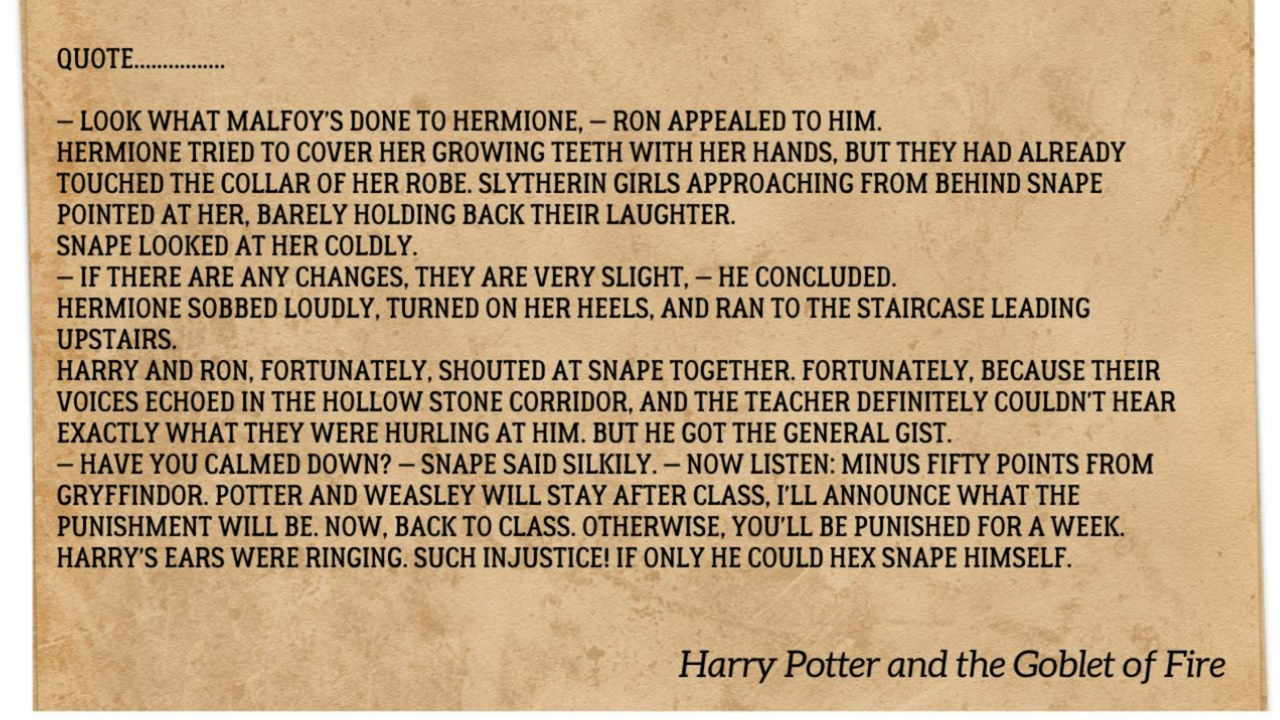 QUOTE................
– LOOK WHAT MALFOY'S DONE TO HERMIONE, – RON APPEALED TO HIM.
HERMIONE TRIED TO COVER HER GROWING TEETH WITH HER HANDS, BUT THEY HAD ALREADY
TOUCHED THE COLLAR OF HER ROBE. SLYTHERIN GIRLS APPROACHING FROM BEHIND SNAPE
POINTED AT HER, BARELY HOLDING BACK THEIR LAUGHTER.
SNAPE LOOKED AT HER COLDLY.
– IF THERE ARE ANY CHANGES, THEY ARE VERY SLIGHT, – HE CONCLUDED.
HERMIONE SOBBED LOUDLY, TURNED ON HER HEELS, AND RAN TO THE STAIRCASE LEADING
UPSTAIRS.
HARRY AND RON, FORTUNATELY, SHOUTED AT SNAPE TOGETHER. FORTUNATELY, BECAUSE THEIR
VOICES ECHOED IN THE HOLLOW STONE CORRIDOR, AND THE TEACHER DEFINITELY COULDN'T HEAR
EXACTLY WHAT THEY WERE HURLING AT HIM. BUT HE GOT THE GENERAL GIST.
– HAVE YOU CALMED DOWN? – SNAPE SAID SILKILY. – NOW LISTEN: MINUS FIFTY POINTS FROM
GRYFFINDOR. POTTER AND WEASLEY WILL STAY AFTER CLASS, I'LL ANNOUNCE WHAT THE
PUNISHMENT WILL BE. NOW, BACK TO CLASS. OTHERWISE, YOU'LL BE PUNISHED FOR A WEEK.
HARRY'S EARS WERE RINGING. SUCH INJUSTICE! IF ONLY HE COULD HEX SNAPE HIMSELF.
Harry Potter and the Goblet of Fire